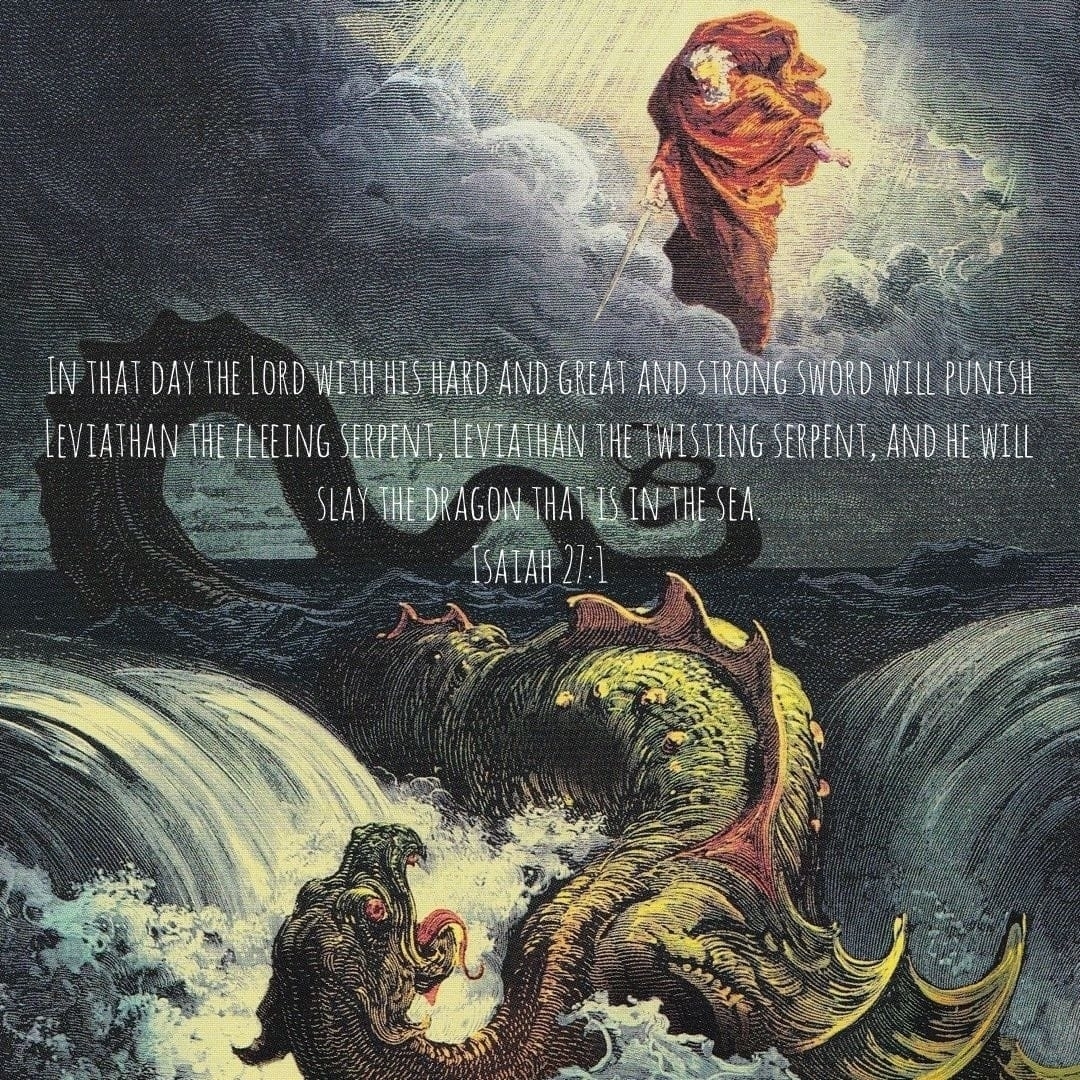 In that day the Lord with his hard and great and strong sword will punish
Leviathan the fleeing serpent, Leviathan the twisting serpent, and he will
slay the dragon that is in the sea.
Isaiah 27:1